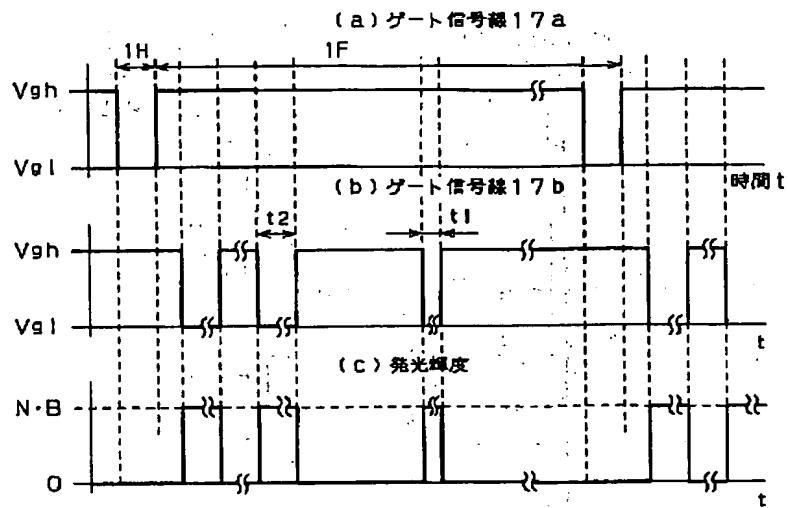 (a)ゲート信号線17a
1H
1F
Vgh
Vgl
時間t
(b)ゲート信号線17b
t2
t1
Vgh
Vgl
t
(c)発光輝度
N・B
0
t